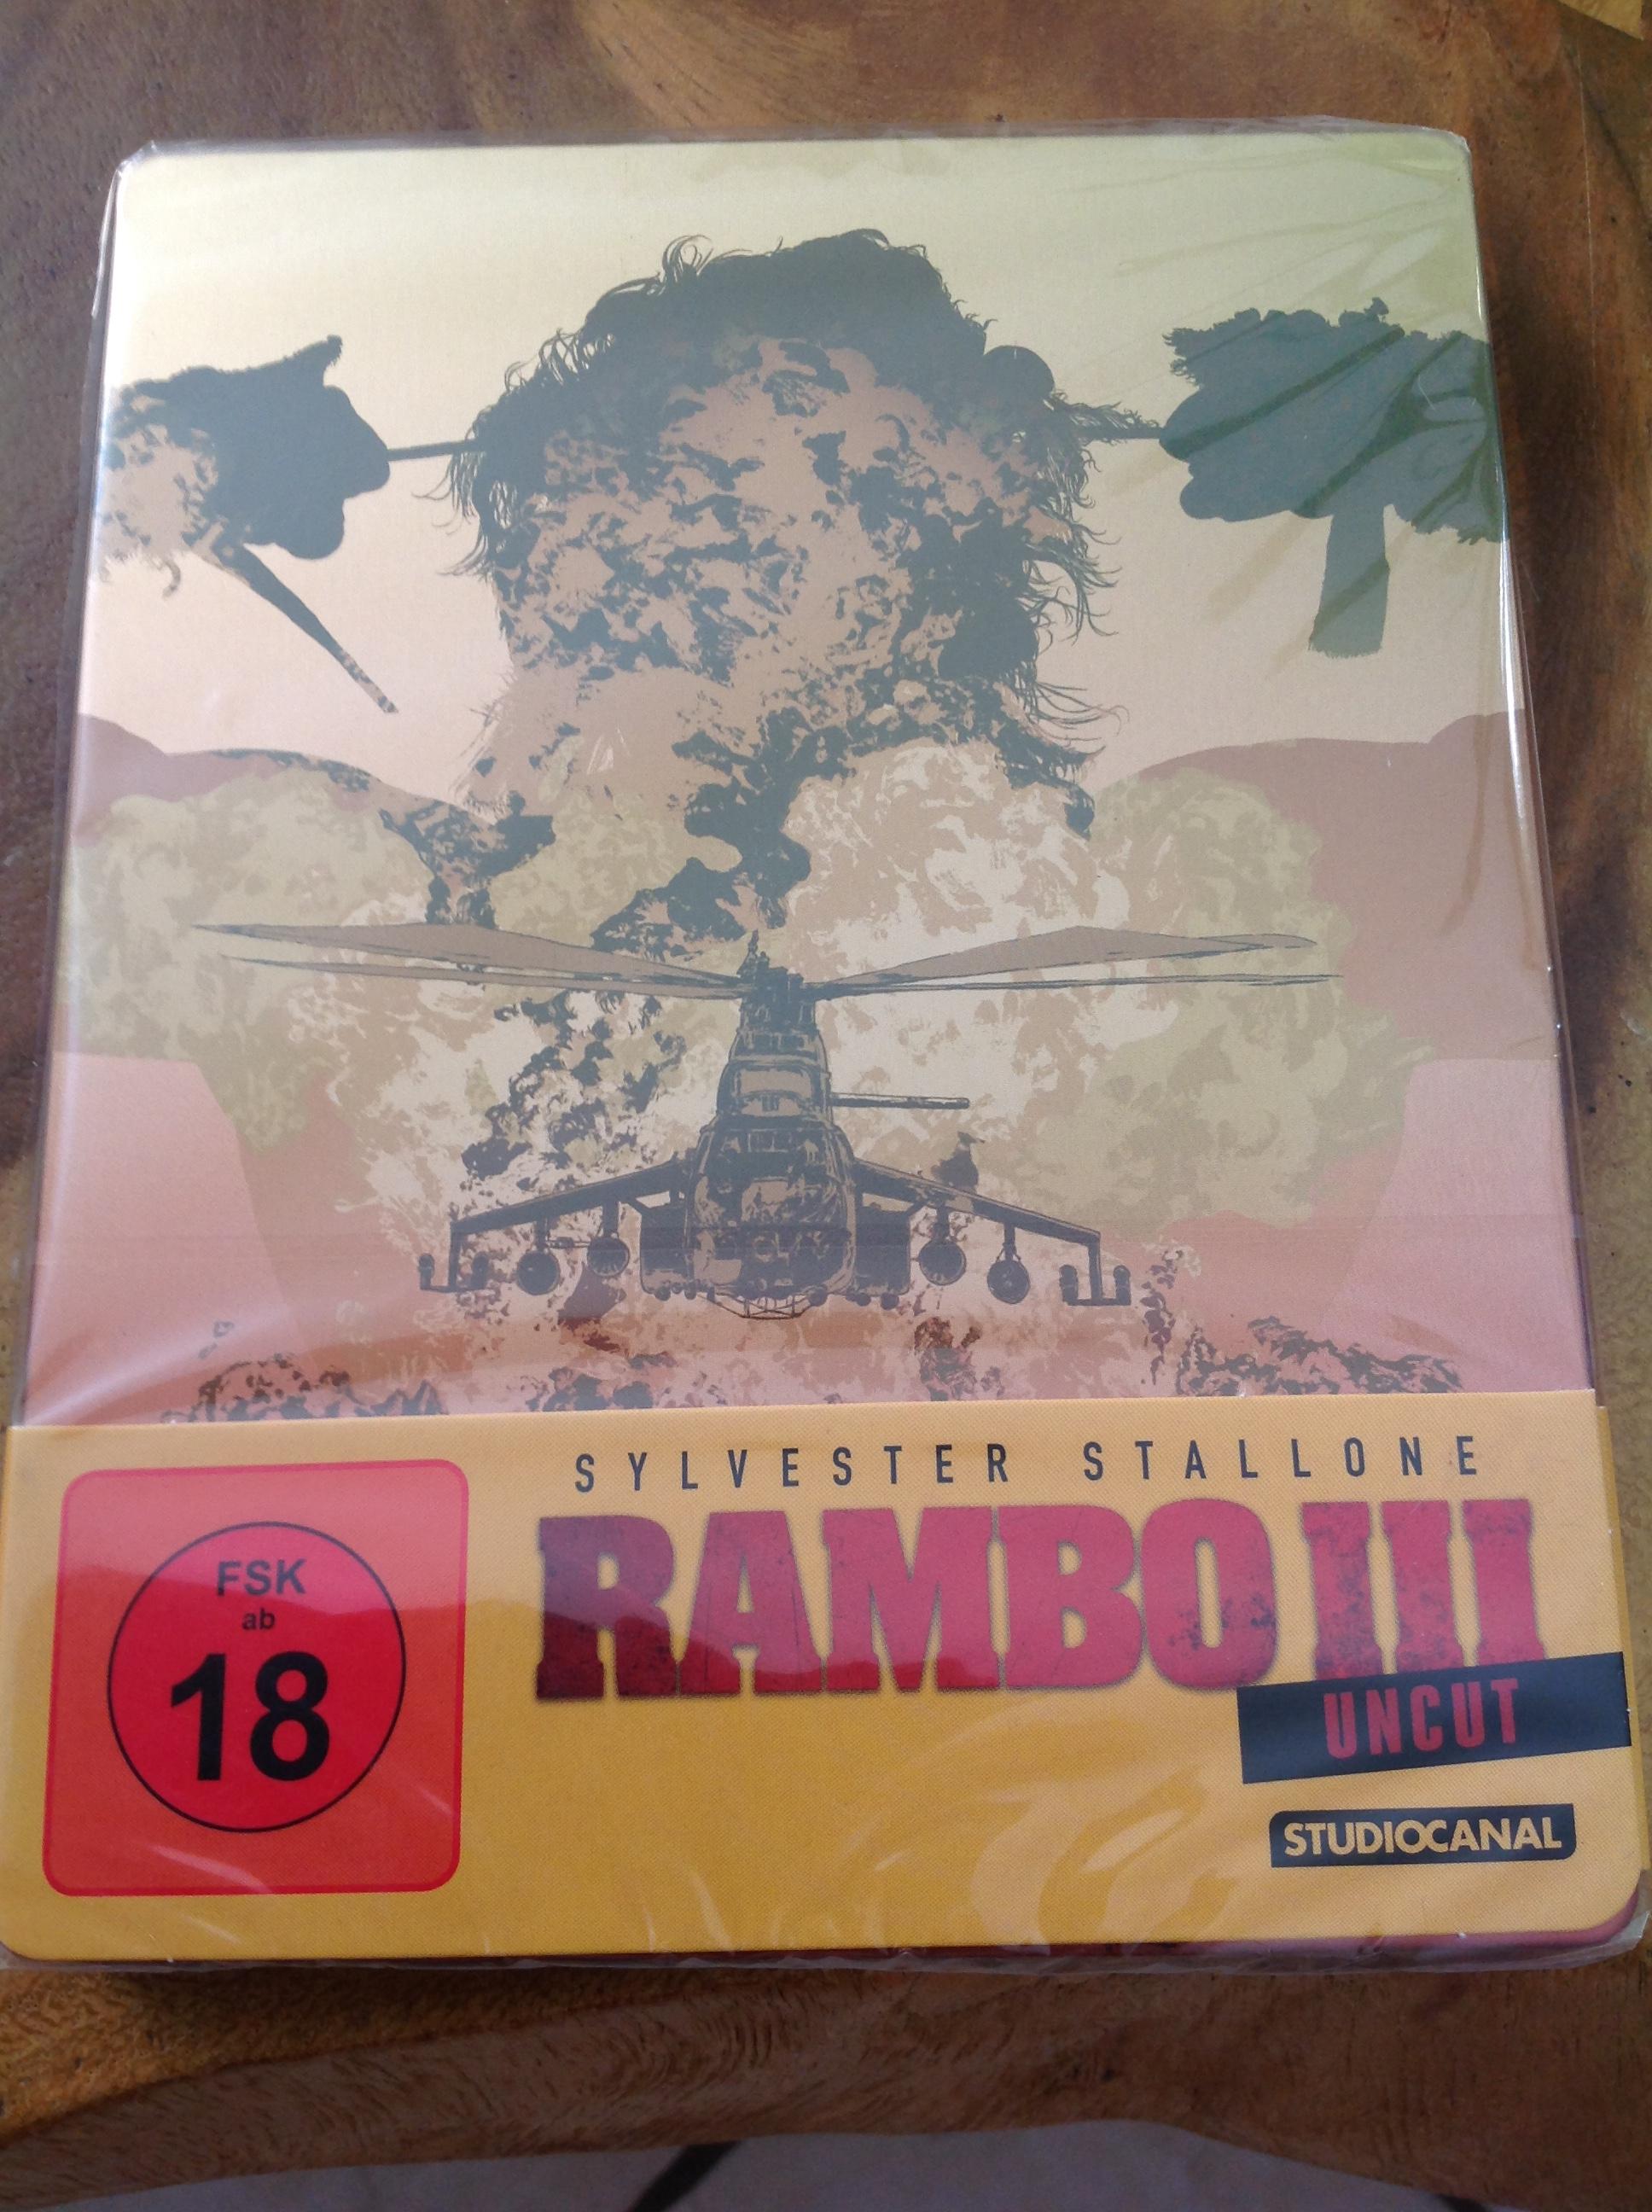 SYLVESTER STALLONE
RAMBO III
UNCUT
FSK
ab
18
STUDIOCANAL